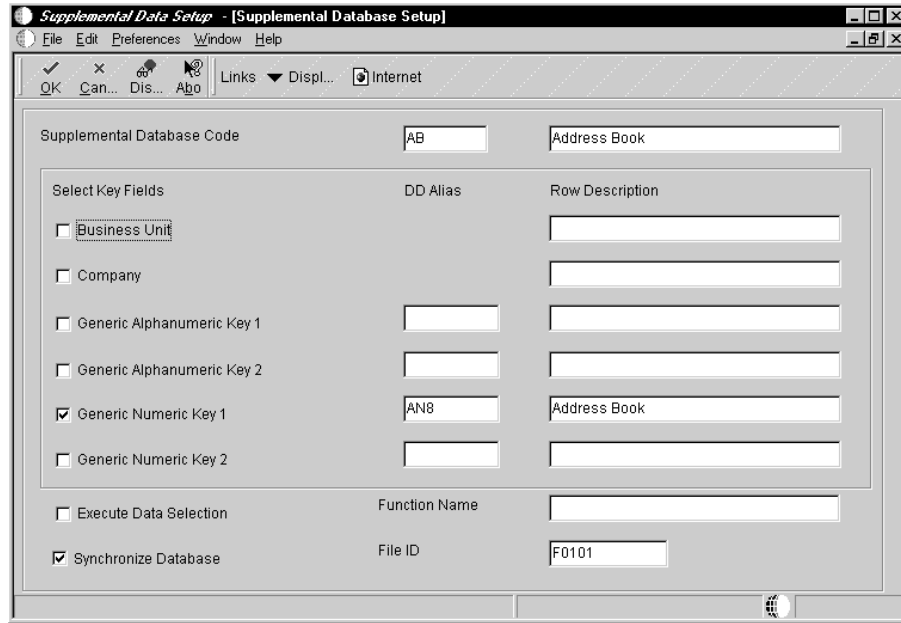 Supplemental Data Setup - [Supplemental Database Setup]
File Edit Preferences Window Help
OK Can... Dis... Abo Links Displ... Internet
Supplemental Database Code AB Address Book
Select Key Fields DD Alias Row Description
Business Unit
Company
Generic Alphanumeric Key 1
Generic Alphanumeric Key 2
Generic Numeric Key 1 AN8 Address Book
Generic Numeric Key 2
Execute Data Selection Function Name
Synchronize Database File ID F0101